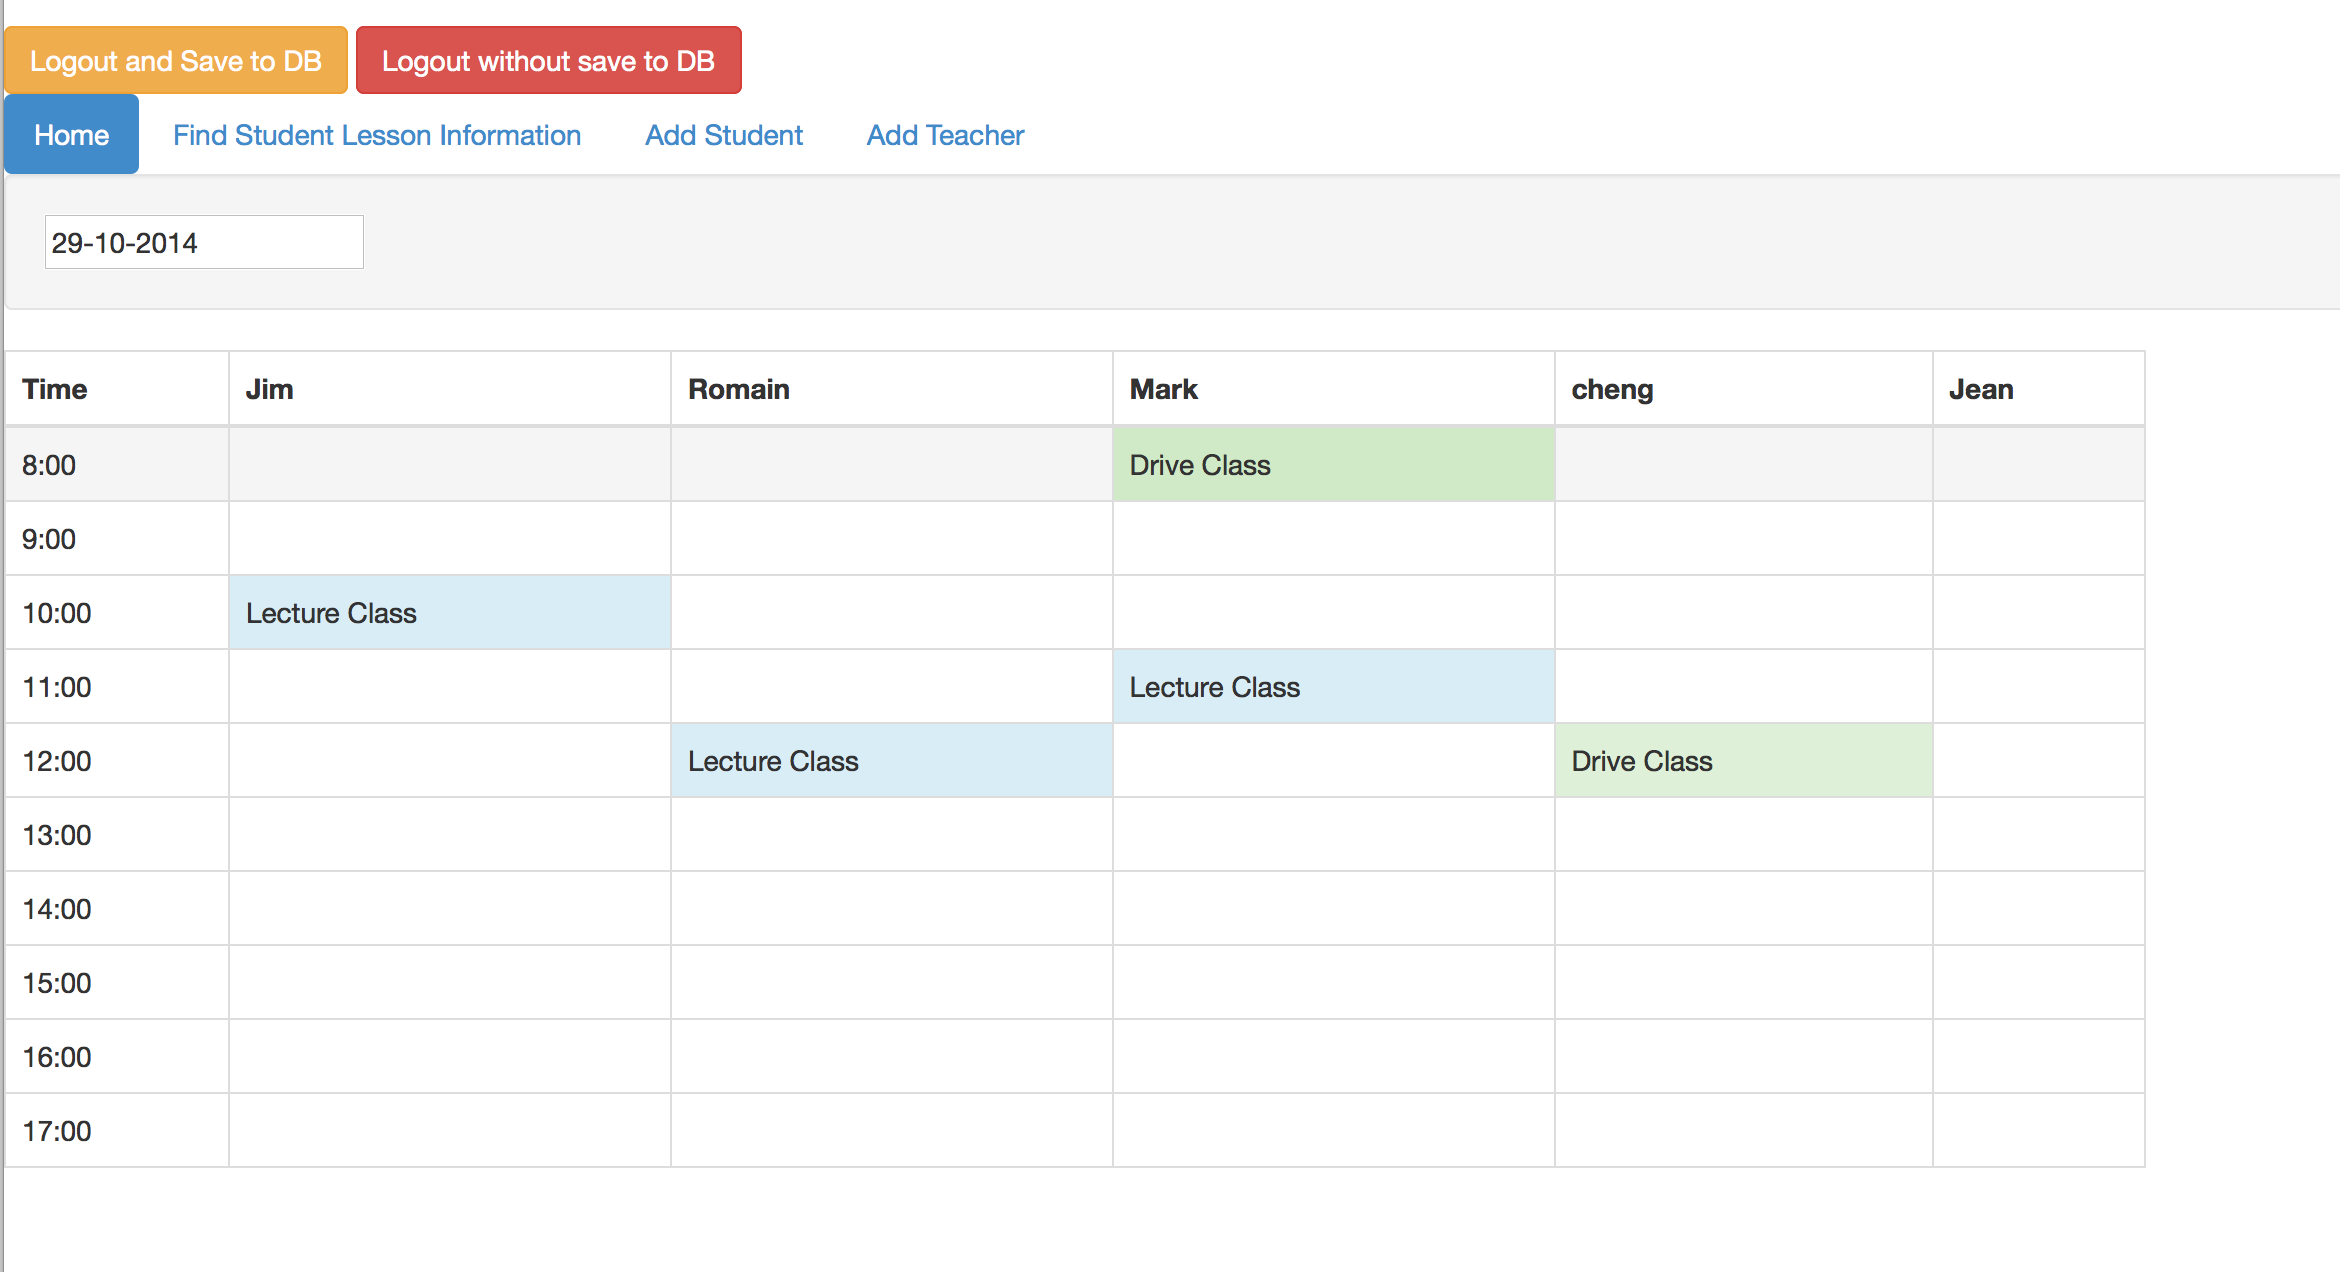 Logout and Save to DB Logout without save to DB
Home Find Student Lesson Information Add Student Add Teacher
29-10-2014
Time Jim Romain Mark cheng Jean
8:00 Drive Class
9:00
10:00 Lecture Class
11:00 Lecture Class
12:00 Lecture Class Drive Class
13:00
14:00
15:00
16:00
17:00